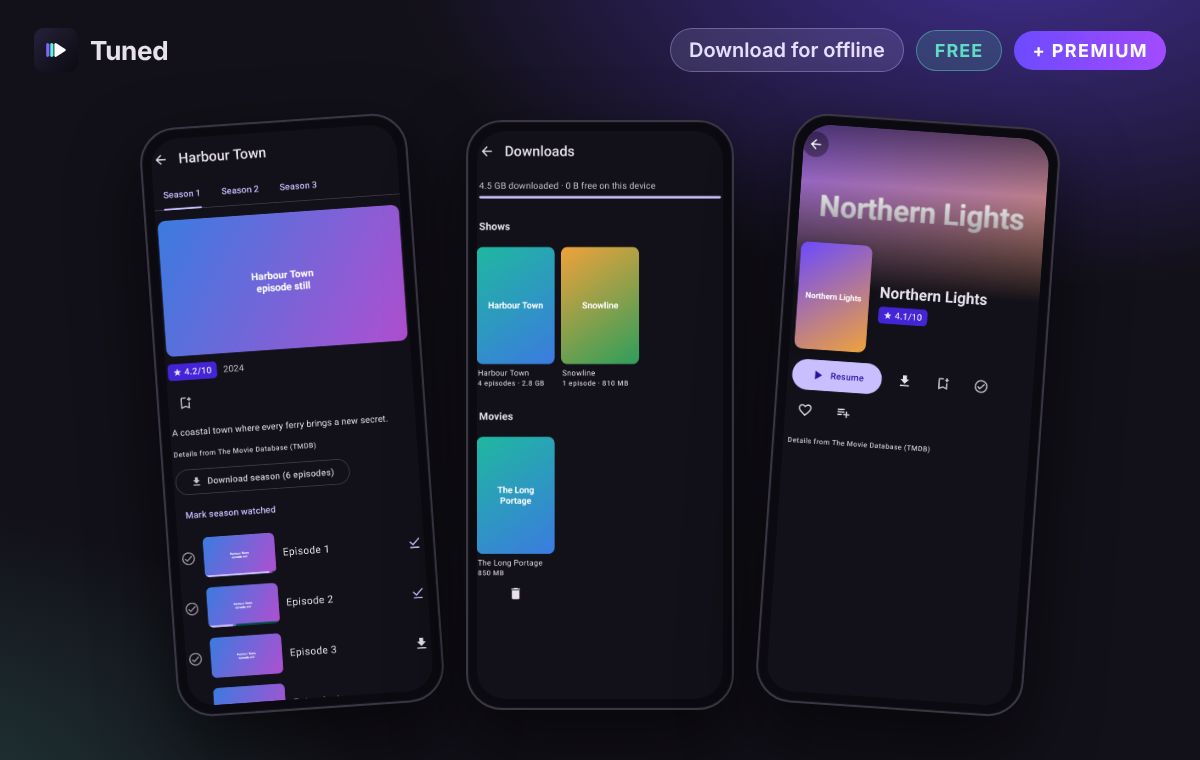 Tuned
Download for offline
FREE
+ PREMIUM
Harbour Town
Season 1
Season 2
Season 3
Harbour Town
episode still
★ 4.2/10
2024
A coastal town where every ferry brings a new secret.
Details from The Movie Database (TMDB)
Download season (6 episodes)
Mark season watched
Episode 1
Episode 2
Episode 3
Downloads
4.5 GB downloaded · 0 B free on this device
Shows
Harbour Town
Snowline
Harbour Town
4 episodes · 2.8 GB
Snowline
1 episode · 810 MB
Movies
The Long
Portage
The Long Portage
850 MB
Northern Lights
Northern Lights
Northern Lights
★ 4.1/10
Resume
Details from The Movie Database (TMDB)